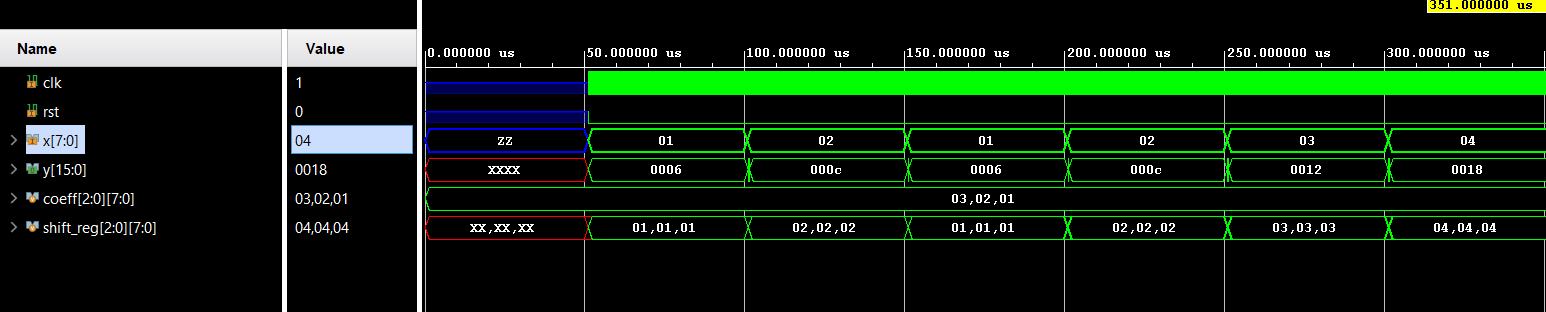 351.000000 us
Name Value
0.000000 us 50.000000 us 100.000000 us 150.000000 us 200.000000 us 250.000000 us 300.000000 us
clk 1
rst 0
x[7:0] 04 ZZ 01 02 01 02 03 04
y[15:0] 0018 XXXX 0006 000c 0006 000c 0012 0018
coeff[2:0][7:0] 03,02,01 03,02,01
shift_reg[2:0][7:0] 04,04,04 XX,XX,XX 01,01,01 02,02,02 01,01,01 02,02,02 03,03,03 04,04,04